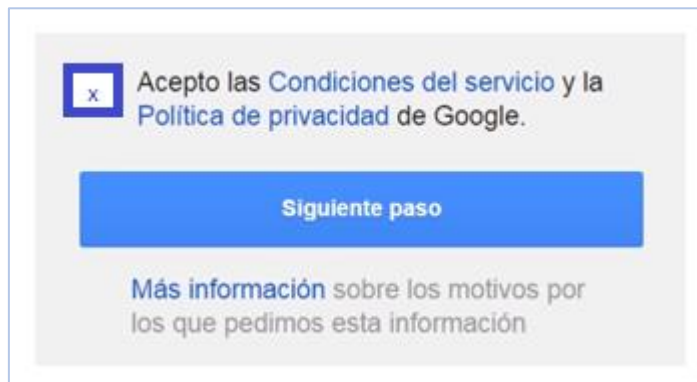 x
Acepto las Condiciones del servicio y la
Política de privacidad de Google.
Siguiente paso
Más información sobre los motivos por
los que pedimos esta información